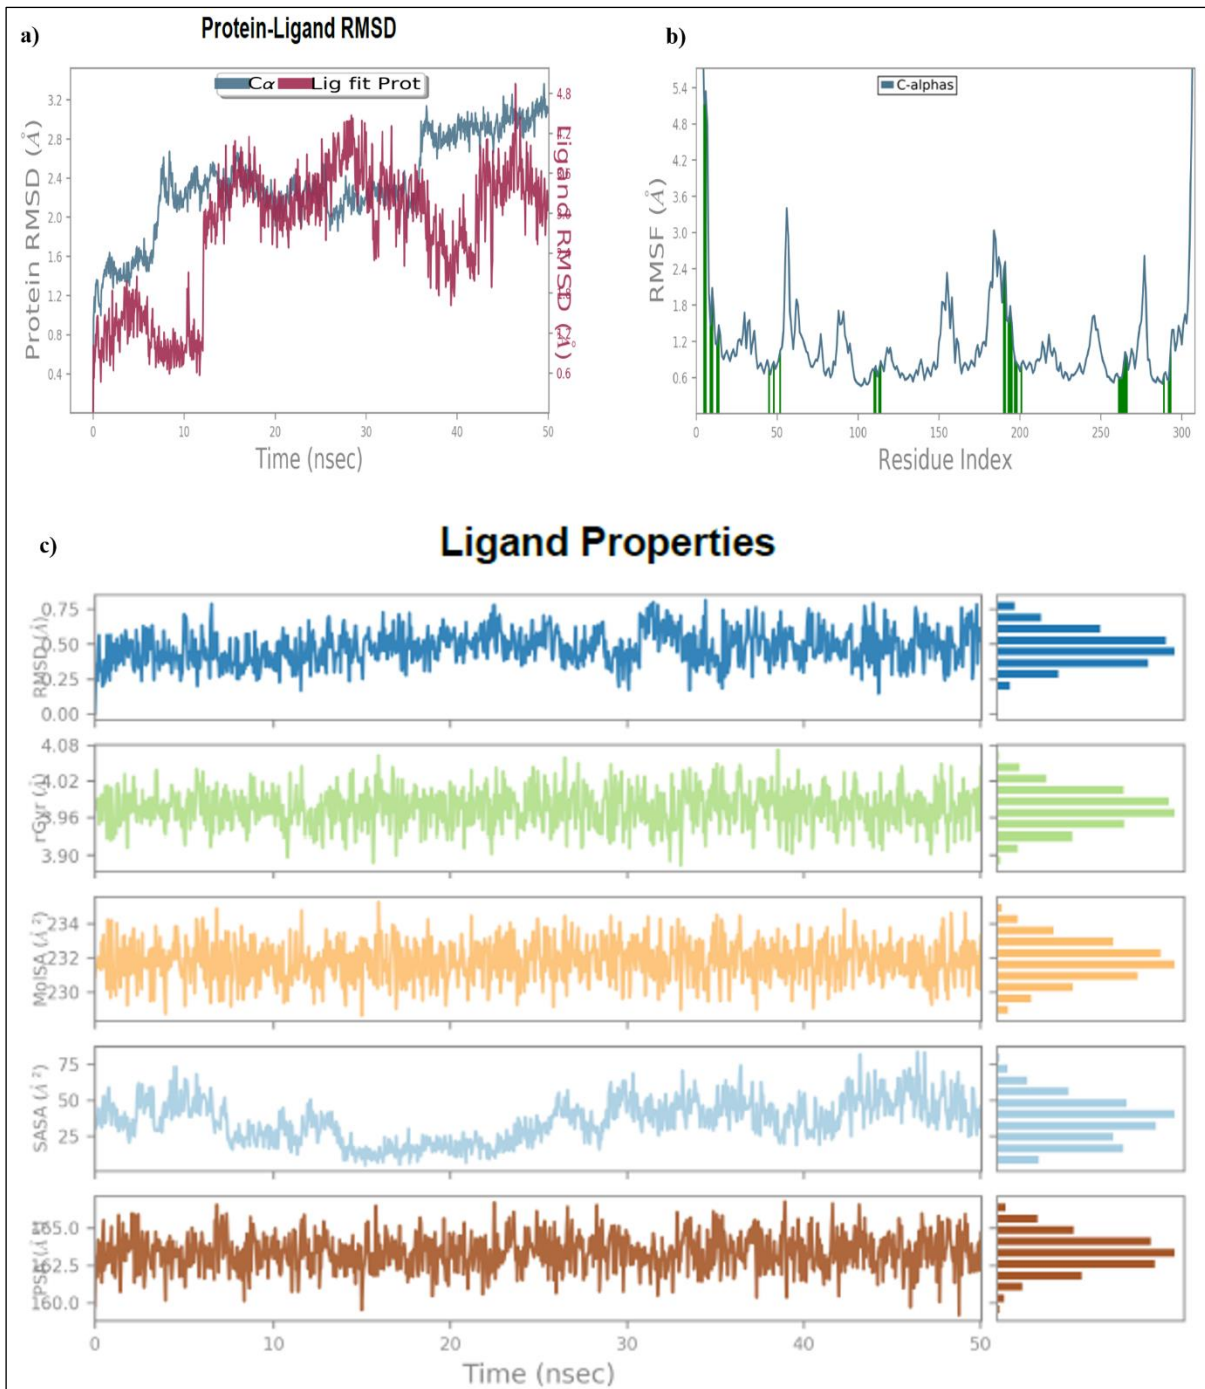 a)
Protein-Ligand RMSD
Cα Lig fit Prot
Protein RMSD (Å)
3.2
2.8
2.4
2.0
1.6
1.2
0.8
0.4
4.8
4.2
0.6
Ligand RMSD (Å)
0 10 20 30 40 50
Time (nsec)
b)
C-alphas
RMSF (Å)
5.4
4.8
4.2
3.6
3.0
2.4
1.8
1.2
0.6
0 50 100 150 200 250 300
Residue Index
c)
Ligand Properties
RMSD (Å)
0.75
0.50
0.25
0.00
rGyr (Å)
4.08
4.02
3.96
3.90
MolSA (Å²)
234
232
230
SASA (Å²)
75
50
25
PSA (Å²)
165.0
162.5
160.0
0 10 20 30 40 50
Time (nsec)